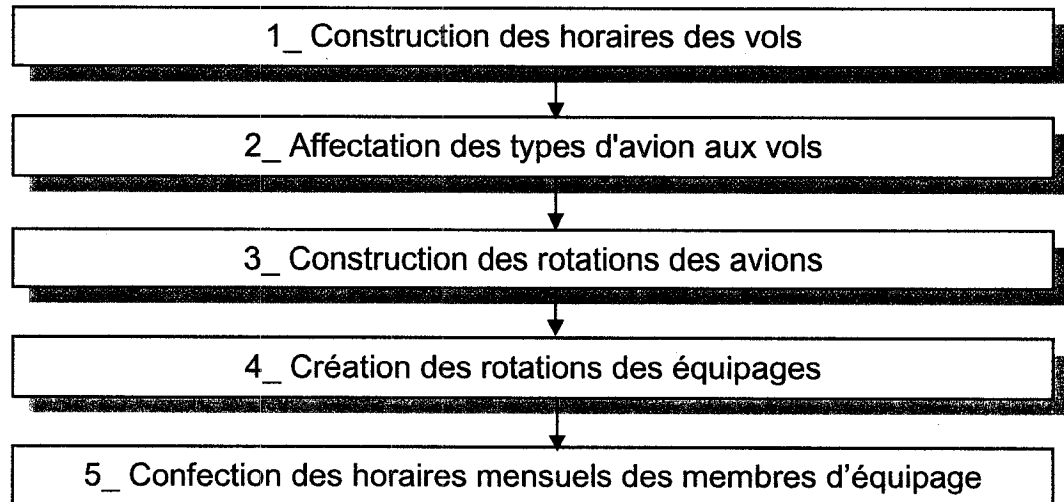 1_ Construction des horaires des vols
2_ Affectation des types d'avion aux vols
3_ Construction des rotations des avions
4_ Création des rotations des équipages
5_ Confection des horaires mensuels des membres d'équipage